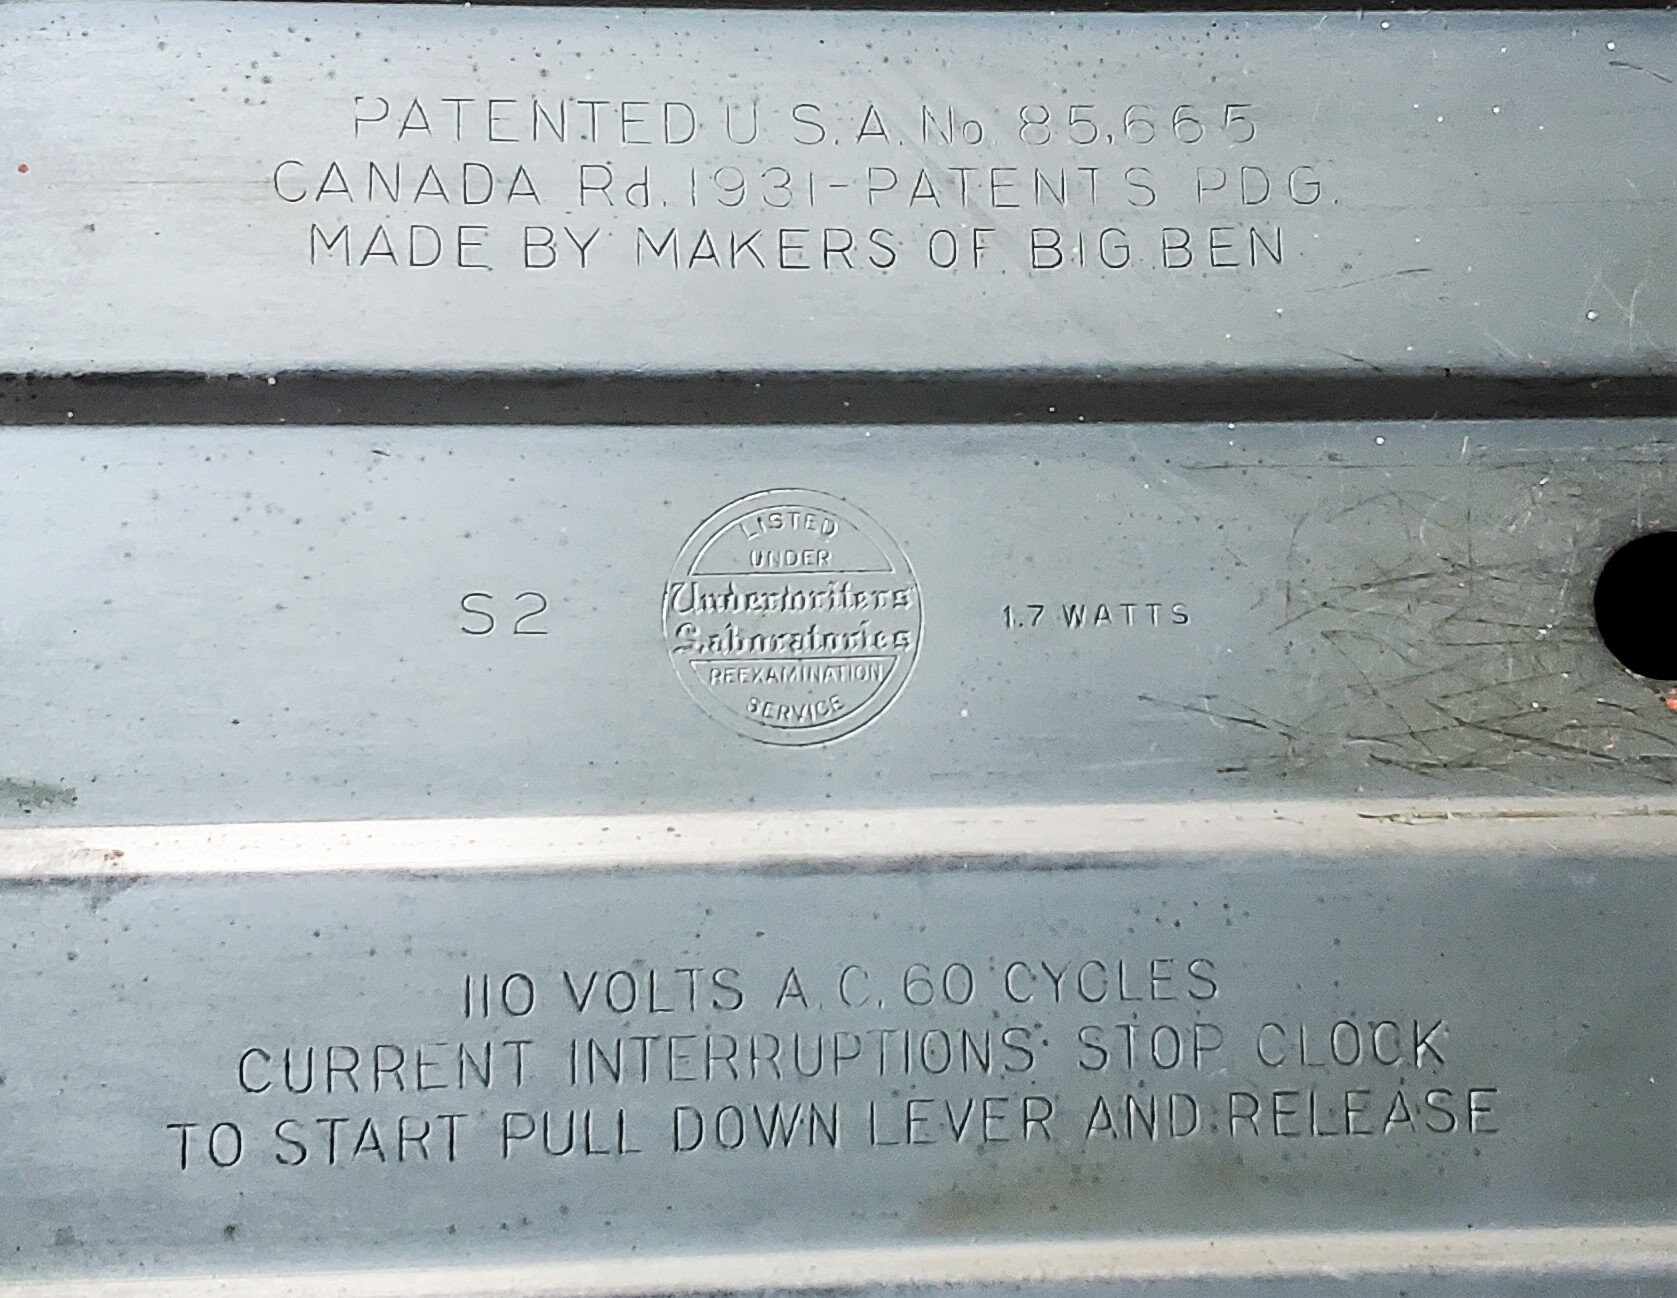 PATENTED U.S.A. No. 85,665
CANADA Rd. 1931-PATENTS PDG.
MADE BY MAKERS OF BIG BEN
LISTED
UNDER
S2 Underwriters' 1.7 WATTS
Laboratories
REEXAMINATION
SERVICE
110 VOLTS A.C. 60 CYCLES
CURRENT INTERRUPTIONS STOP CLOCK
TO START PULL DOWN LEVER AND RELEASE